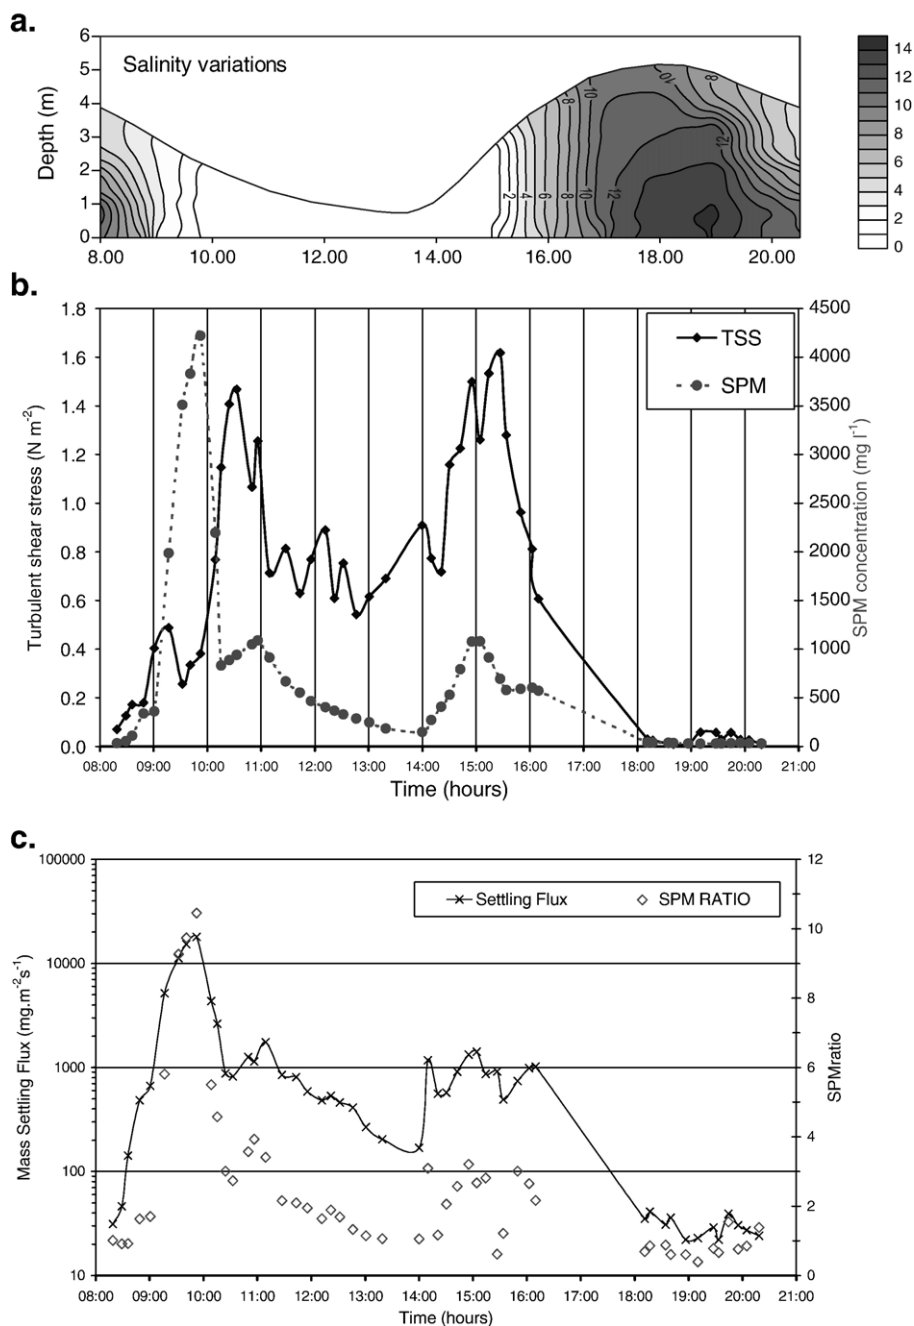 a.
Salinity variations
Depth (m)
6
5
4
3
2
1
0
8.00 10.00 12.00 14.00 16.00 18.00 20.00
2 4 6 8 10 12
8 10
10 8 12
14
12
10
8
6
4
2
0
b.
TSS
SPM
Turbulent shear stress (N m-2)
1.8
1.6
1.4
1.2
1.0
0.8
0.6
0.4
0.2
0.0
SPM concentration (mg l-1)
4500
4000
3500
3000
2500
2000
1500
1000
500
0
08:00 09:00 10:00 11:00 12:00 13:00 14:00 15:00 16:00 17:00 18:00 19:00 20:00 21:00
Time (hours)
c.
Settling Flux SPM RATIO
Mass Settling Flux (mg.m-2s-1)
100000
10000
1000
100
10
SPMratio
12
10
8
6
4
2
0
08:00 09:00 10:00 11:00 12:00 13:00 14:00 15:00 16:00 17:00 18:00 19:00 20:00 21:00
Time (hours)